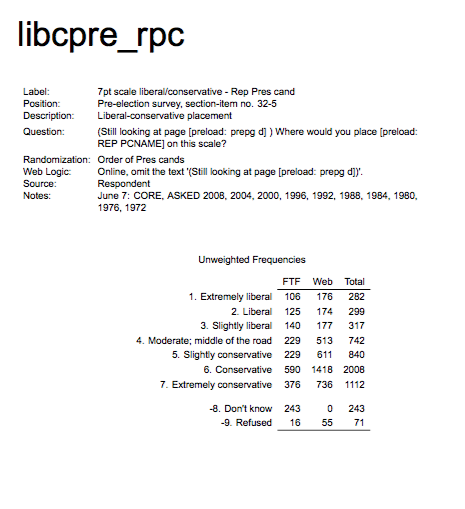 libcpre_rpc
Label: 7pt scale liberal/conservative - Rep Pres cand
Position: Pre-election survey, section-item no. 32-5
Description: Liberal-conservative placement
Question: (Still looking at page [preload: prepg d] ) Where would you place [preload:
REP PCNAME] on this scale?
Randomization: Order of Pres cands
Web Logic: Online, omit the text '(Still looking at page [preload: prepg d])'.
Source: Respondent
Notes: June 7: CORE, ASKED 2008, 2004, 2000, 1996, 1992, 1988, 1984, 1980,
1976, 1972
Unweighted Frequencies
FTF Web Total
1. Extremely liberal 106 176 282
2. Liberal 125 174 299
3. Slightly liberal 140 177 317
4. Moderate; middle of the road 229 513 742
5. Slightly conservative 229 611 840
6. Conservative 590 1418 2008
7. Extremely conservative 376 736 1112
-8. Don't know 243 0 243
-9. Refused 16 55 71